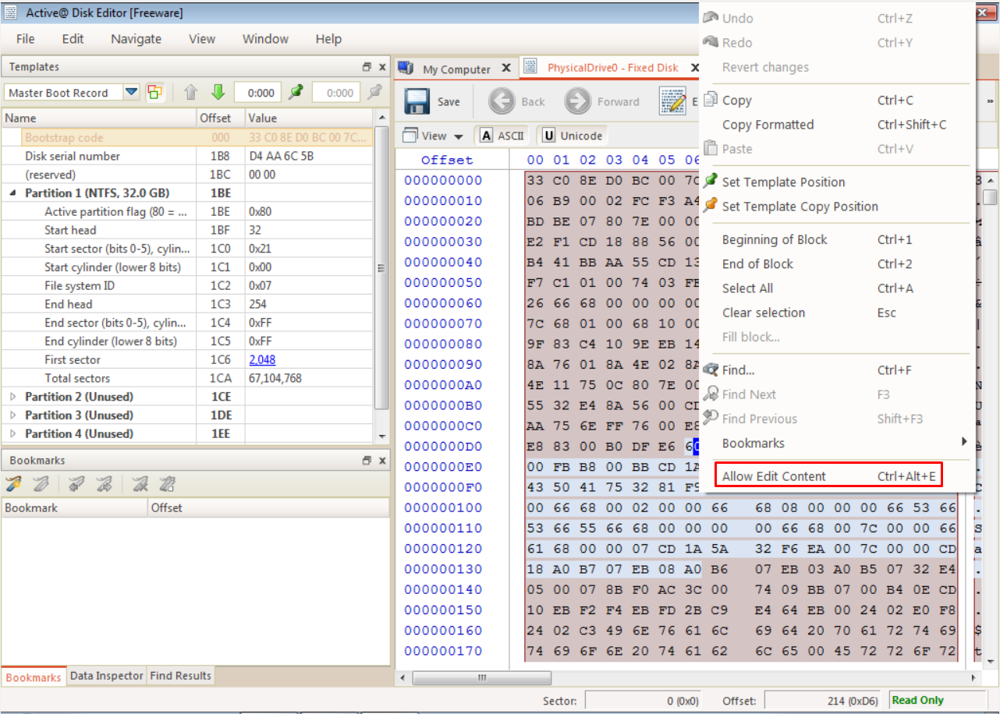 Active@ Disk Editor [Freeware]
File Edit Navigate View Window Help
Templates
Master Boot Record 0:000 0:000
Name Offset Value
Bootstrap code 000 33 C0 8E D0 BC 00 7C...
Disk serial number 1B8 D4 AA 6C 5B
(reserved) 1BC 00 00
Partition 1 (NTFS, 32.0 GB) 1BE
Active partition flag (80 = ... 1BE 0x80
Start head 1BF 32
Start sector (bits 0-5), cylin... 1C0 0x21
Start cylinder (lower 8 bits) 1C1 0x00
File system ID 1C2 0x07
End head 1C3 254
End sector (bits 0-5), cylin... 1C4 0xFF
End cylinder (lower 8 bits) 1C5 0xFF
First sector 1C6 2,048
Total sectors 1CA 67,104,768
Partition 2 (Unused) 1CE
Partition 3 (Unused) 1DE
Partition 4 (Unused) 1EE
Bookmarks
Bookmark Offset
Bookmarks Data Inspector Find Results
My Computer X PhysicalDrive0 - Fixed Disk X
Save Back Forward E
View A ASCII U Unicode
Offset 00 01 02 03 04 05 06
000000000 33 C0 8E D0 BC 00 7C
000000010 06 B9 00 02 FC F3 A4
000000020 BD BE 07 80 7E 00 00
000000030 E2 F1 CD 18 88 56 00
000000040 B4 41 BB AA 55 CD 13
000000050 F7 C1 01 00 74 03 FE
000000060 26 66 68 00 00 00 00
000000070 7C 68 01 00 68 10 00
000000080 9F 83 C4 10 9E EB 14
000000090 8A 76 01 8A 4E 02 8A
0000000A0 4E 11 75 0C 80 7E 00
0000000B0 55 32 E4 8A 56 00 CD
0000000C0 AA 75 6E FF 76 00 E8
0000000D0 E8 83 00 B0 DF E6 60
0000000E0 00 FB B8 00 BB CD 1A
0000000F0 43 50 41 75 32 81 F9
000000100 00 66 68 00 02 00 00 66 68 08 00 00 00 66 53 66
000000110 53 66 55 66 68 00 00 00 00 66 68 00 7C 00 00 66
000000120 61 68 00 00 07 CD 1A 5A 32 F6 EA 00 7C 00 00 CD
000000130 18 A0 B7 07 EB 08 A0 B6 07 EB 03 A0 B5 07 32 E4
000000140 05 00 07 8B F0 AC 3C 00 74 09 BB 07 00 B4 0E CD
000000150 10 EB F2 F4 EB FD 2B C9 E4 64 EB 00 24 02 E0 F8
000000160 24 02 C3 49 6E 76 61 6C 69 64 20 70 61 72 74 69
000000170 74 69 6F 6E 20 74 61 62 6C 65 00 45 72 72 6F 72
Undo Ctrl+Z
Redo Ctrl+Y
Revert changes
Copy Ctrl+C
Copy Formatted Ctrl+Shift+C
Paste Ctrl+V
Set Template Position
Set Template Copy Position
Beginning of Block Ctrl+1
End of Block Ctrl+2
Select All Ctrl+A
Clear selection Esc
Fill block...
Find... Ctrl+F
Find Next F3
Find Previous Shift+F3
Bookmarks
Allow Edit Content Ctrl+Alt+E
Sector: 0 (0x0) Offset: 214 (0xD6) Read Only